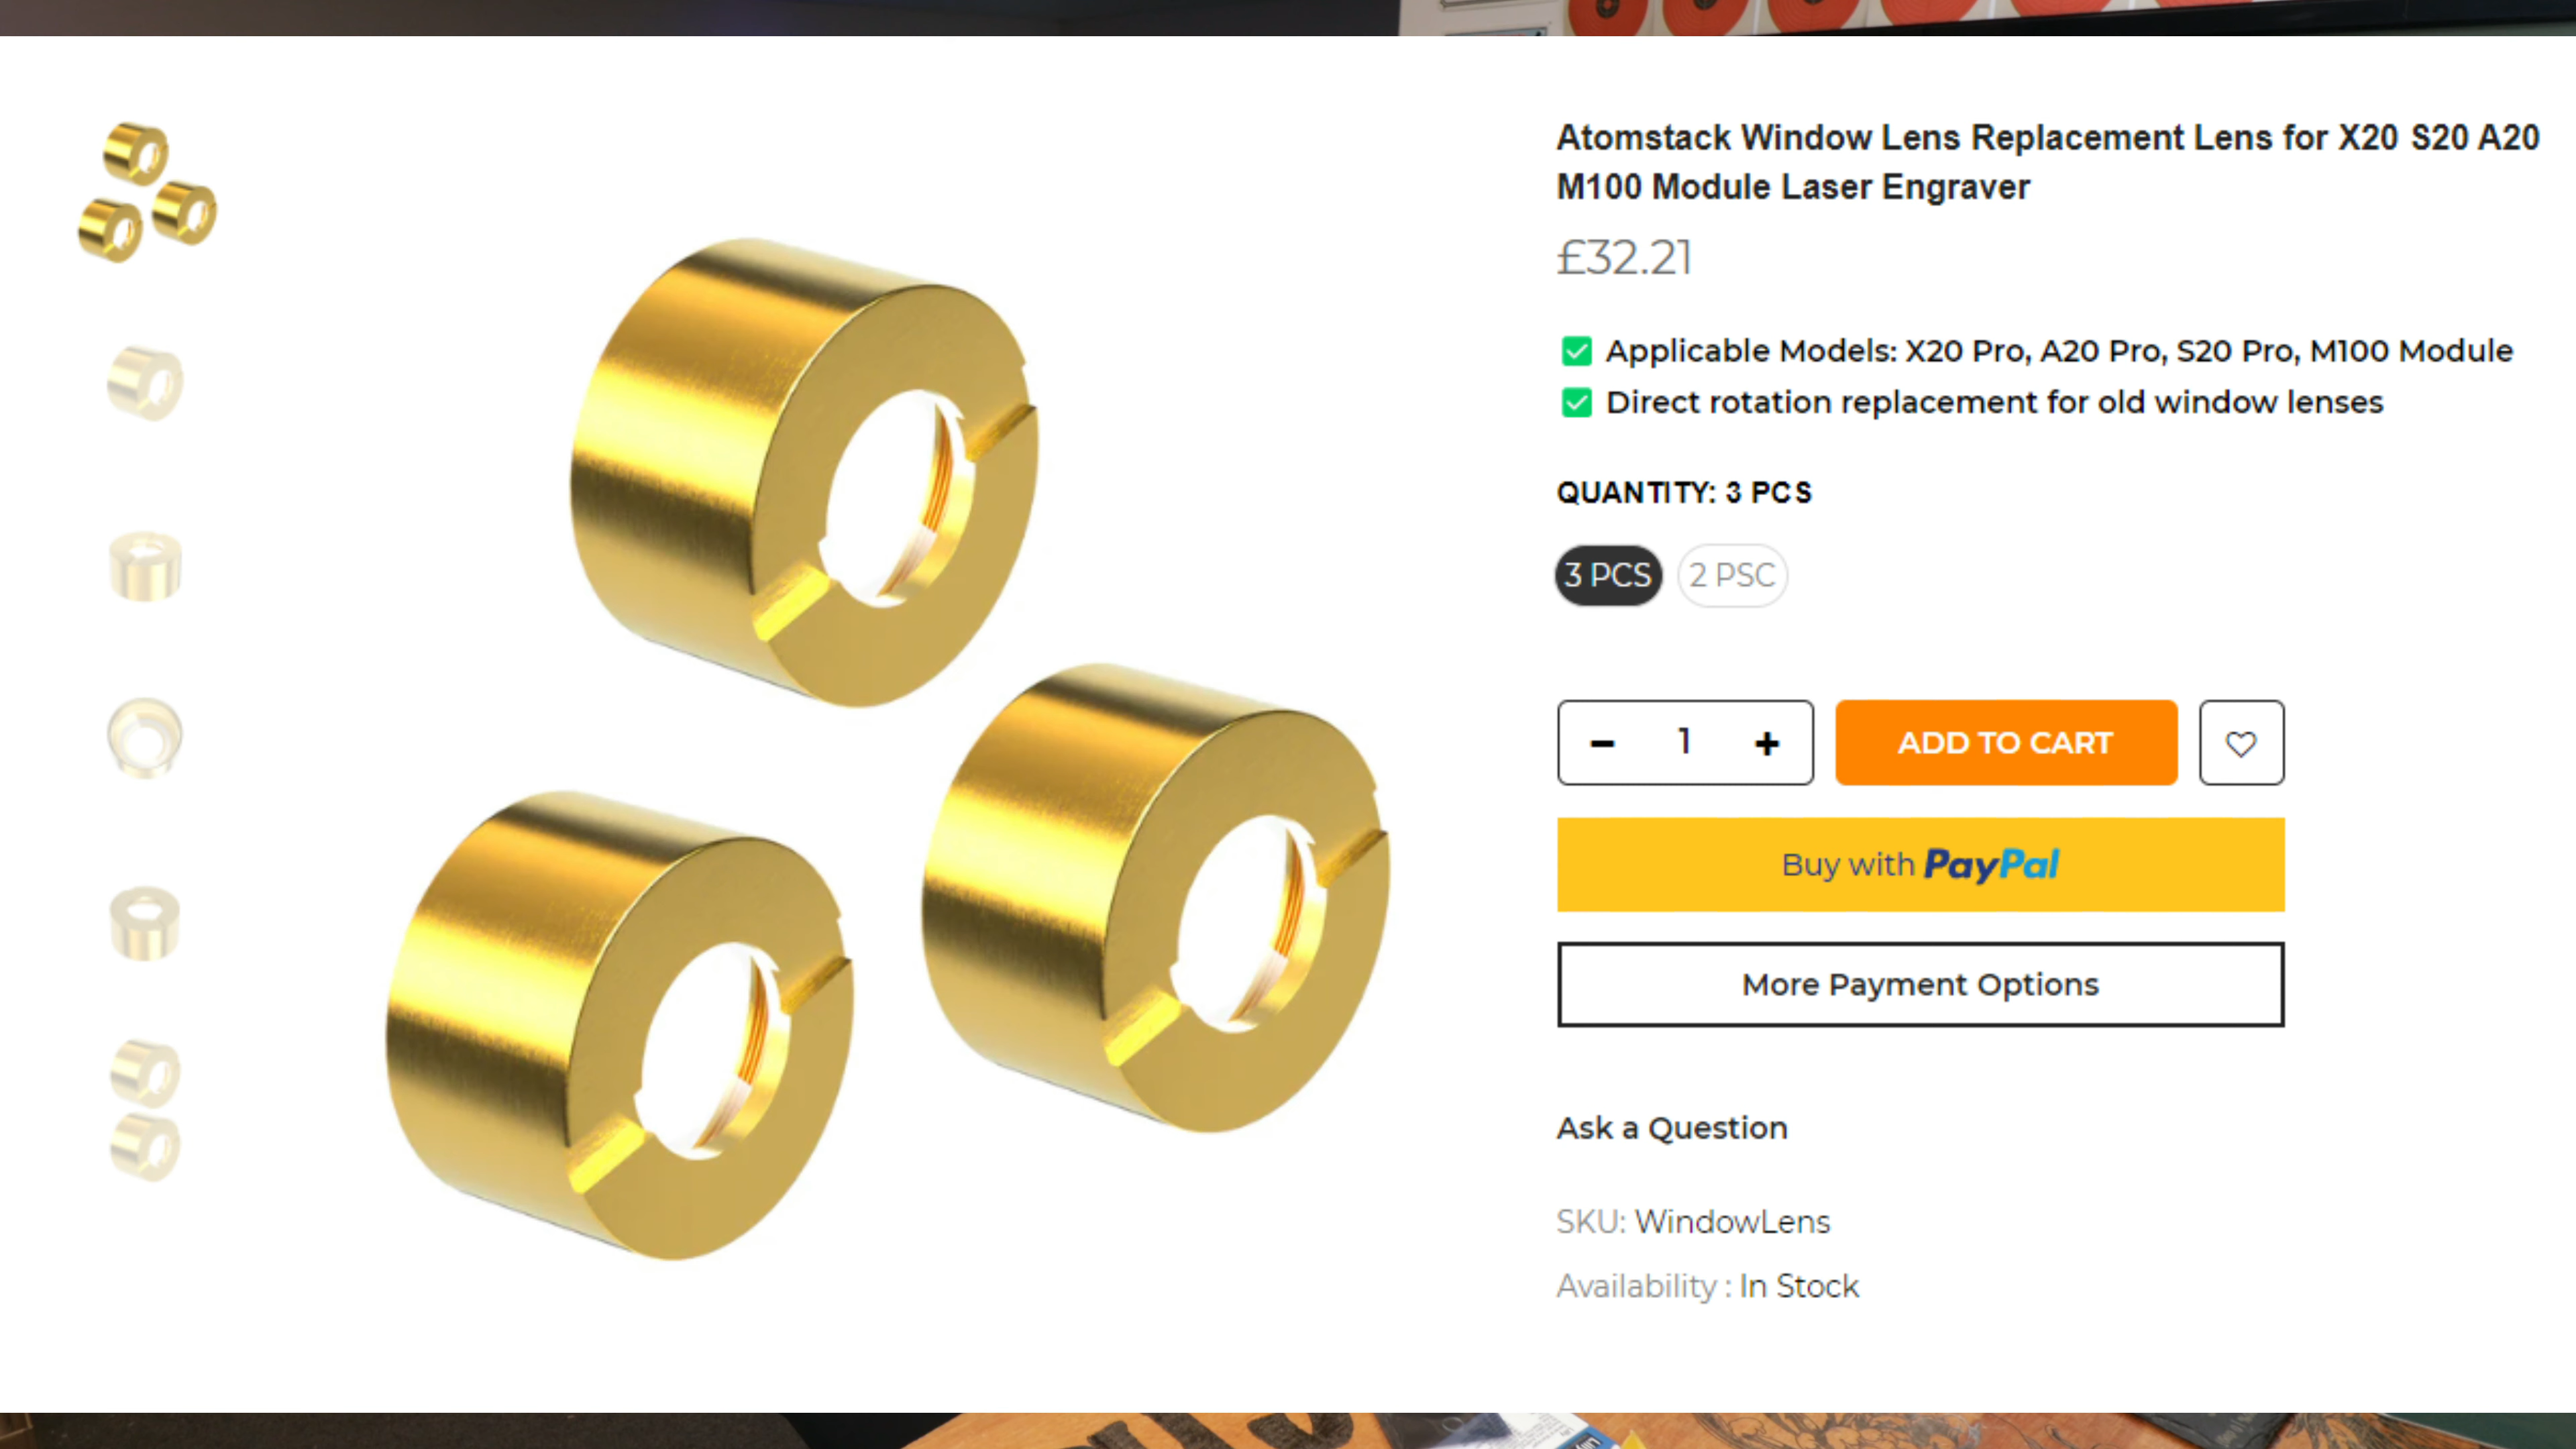 Atomstack Window Lens Replacement Lens for X20 S20 A20
M100 Module Laser Engraver
£32.21
Applicable Models: X20 Pro, A20 Pro, S20 Pro, M100 Module
Direct rotation replacement for old window lenses
QUANTITY: 3 PCS
3 PCS 2 PSC
− 1 + ADD TO CART
Buy with PayPal
More Payment Options
Ask a Question
SKU: WindowLens
Availability : In Stock